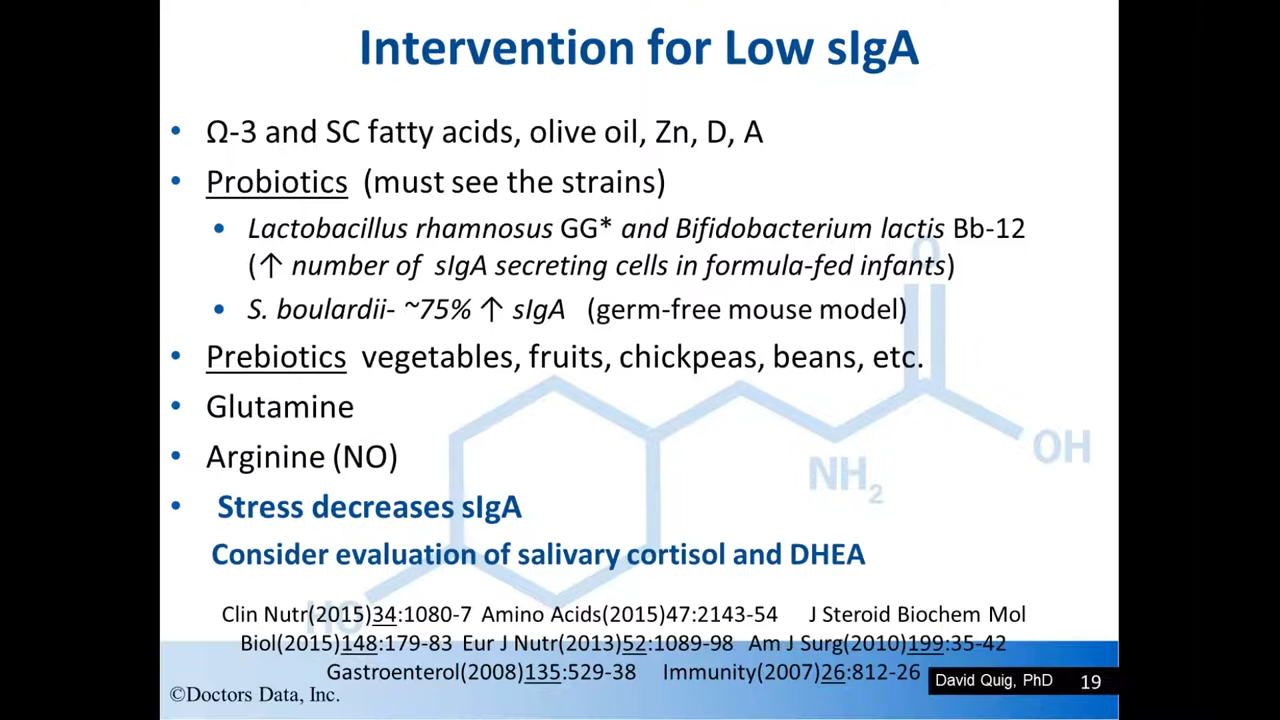 Intervention for Low sIgA
• Ω-3 and SC fatty acids, olive oil, Zn, D, A
• Probiotics (must see the strains)
• Lactobacillus rhamnosus GG* and Bifidobacterium lactis Bb-12
(↑ number of sIgA secreting cells in formula-fed infants)
• S. boulardii- ~75% ↑ sIgA (germ-free mouse model)
• Prebiotics vegetables, fruits, chickpeas, beans, etc.
• Glutamine
• Arginine (NO)
• Stress decreases sIgA
Consider evaluation of salivary cortisol and DHEA
O
OH
NH₂
HO
Clin Nutr(2015)34:1080-7 Amino Acids(2015)47:2143-54 J Steroid Biochem Mol
Biol(2015)148:179-83 Eur J Nutr(2013)52:1089-98 Am J Surg(2010)199:35-42
Gastroenterol(2008)135:529-38 Immunity(2007)26:812-26
©Doctors Data, Inc.
David Quig, PhD 19